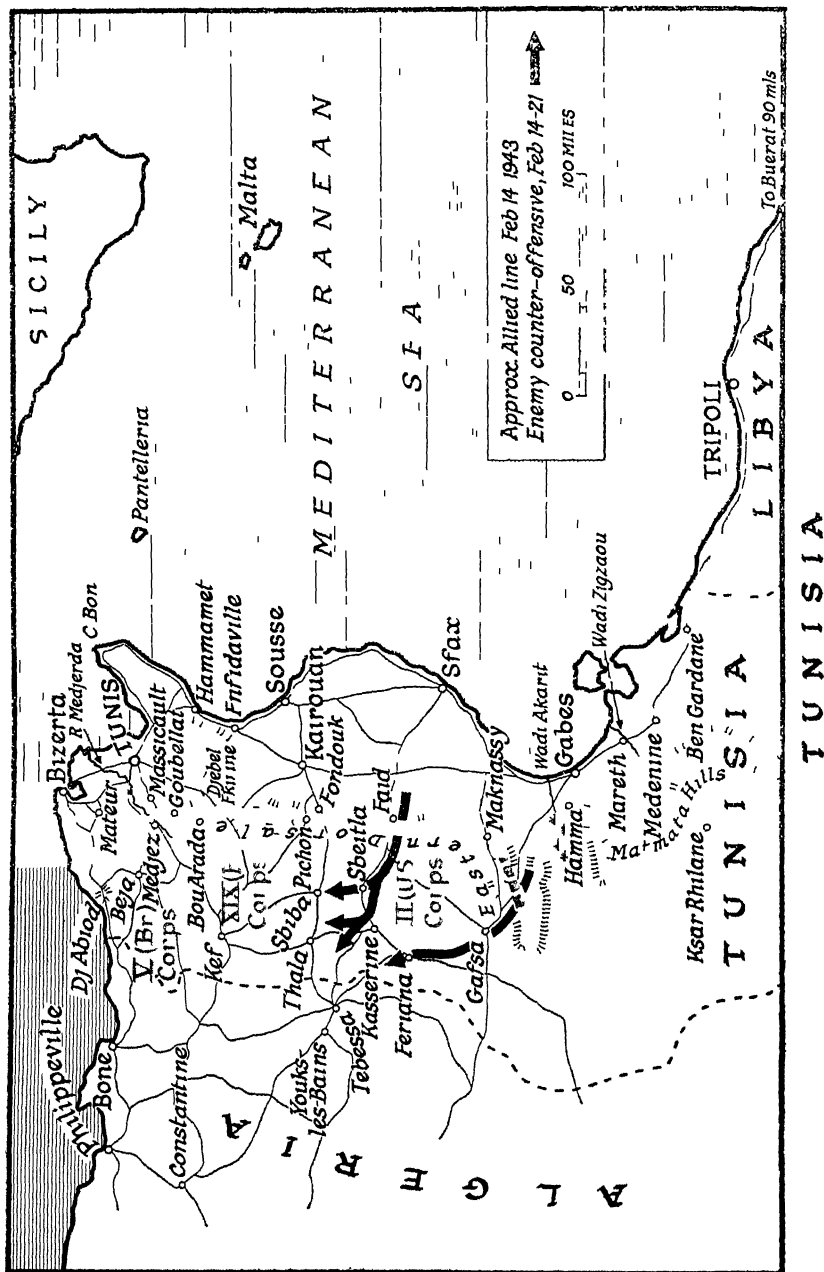 SICILY
Malta
Pantelleria
MEDITERRANEAN
SEA
Approx. Allied line Feb 14 1943
Enemy counter-offensive, Feb 14-21
0 50 100 MILES
Philippeville
Bone
Constantine
Youks
les-Bains
Tebessa
ALGERIA
Dj Abiod
Beja
Mateur
Bizerta
R Medjerda
C Bon
TUNIS
Massicault
Goubellat
Medjez
V (Br)
Corps
Bou Arada
Hammamet
Enfidaville
Djebel
Kef
XIX (F)
Corps
Sousse
Kairouan
Fondouk
Pichon
Sbiba
Thala
Sbeitla
Faid
Kasserine
Feriana
II (US)
Corps
Eastern Dorsale
Sfax
Maknassy
Gafsa
Wadi Akarit
Gabes
Hamma
Wadi Zigzaou
Mareth
Medenine
Matmata Hills
Ben Gardane
Ksar Rhilane
TUNISIA
TRIPOLI
LIBYA
To Buerat 90 mls
TUNISIA